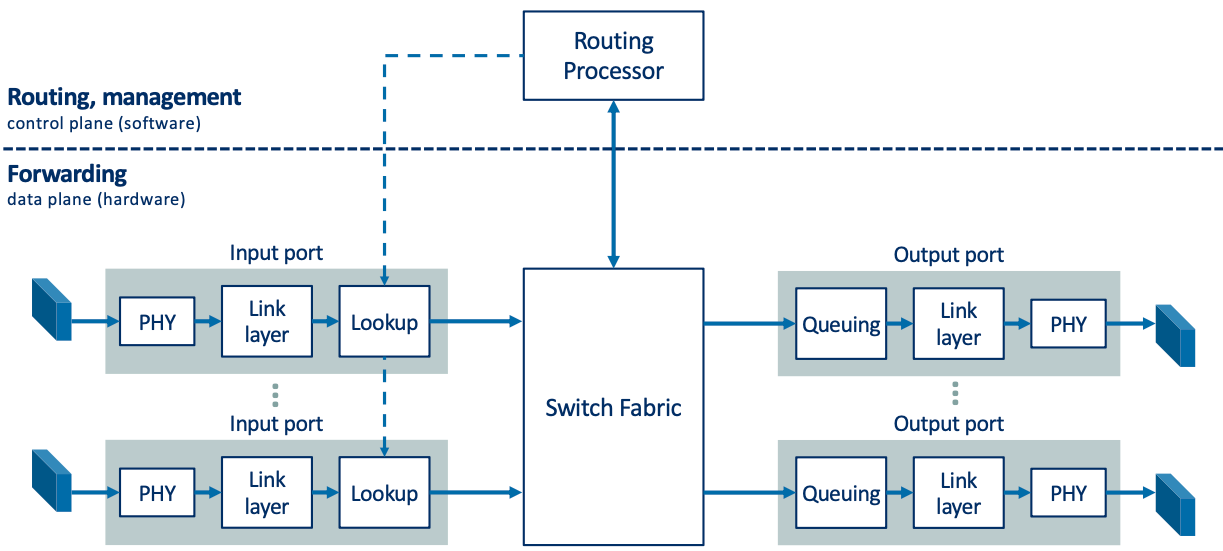 Routing
Processor
Routing, management
control plane (software)
Forwarding
data plane (hardware)
Input port
PHY
Link
layer
Lookup
Input port
PHY
Link
layer
Lookup
Switch Fabric
Output port
Queuing
Link
layer
PHY
Output port
Queuing
Link
layer
PHY